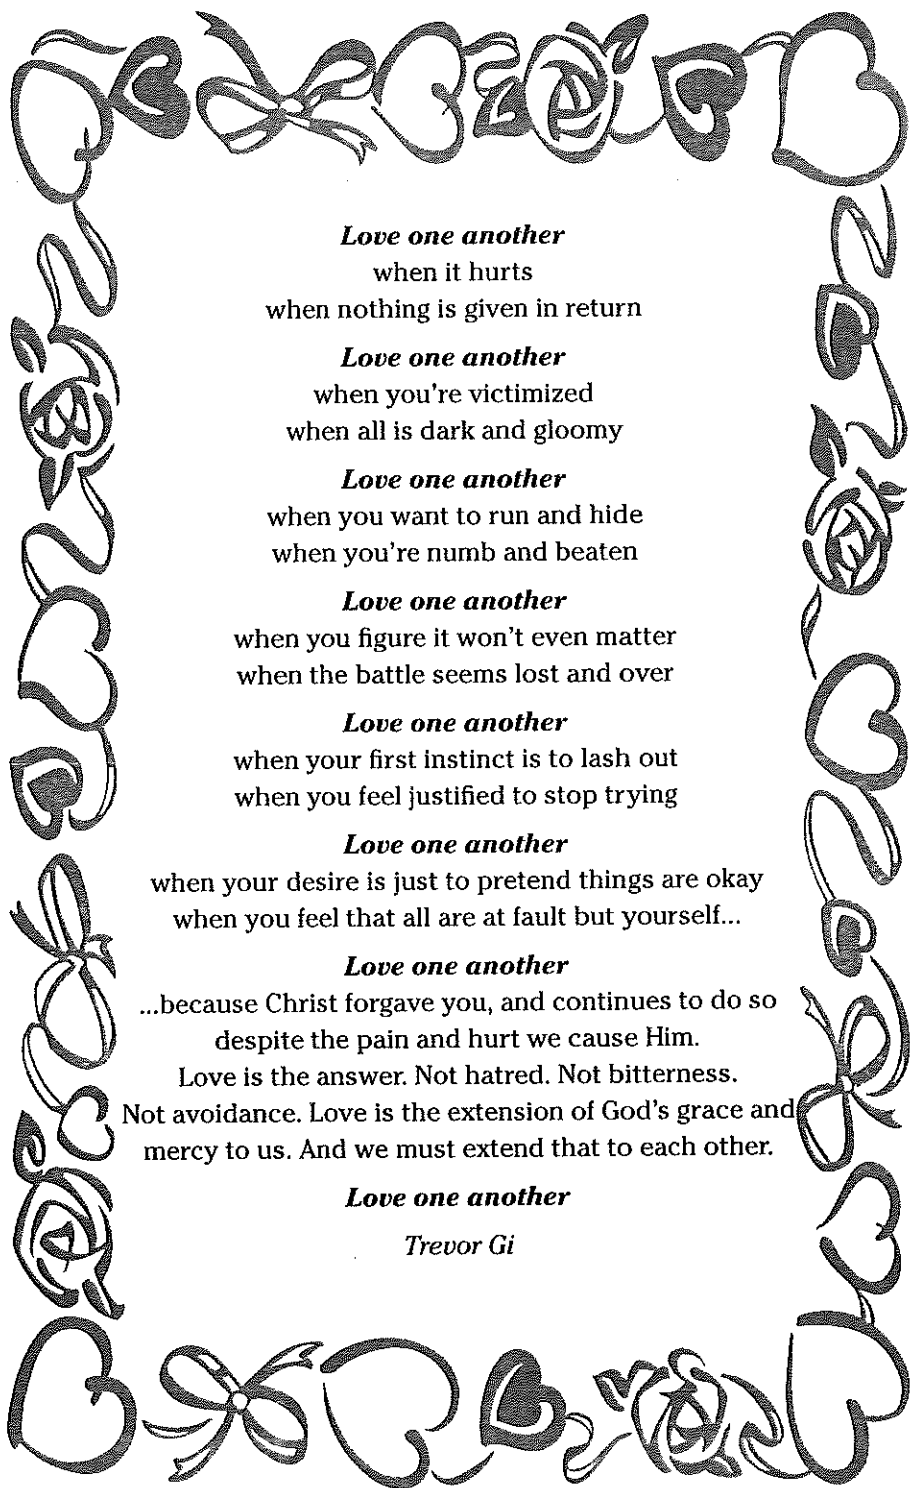 Love one another
when it hurts
when nothing is given in return
Love one another
when you're victimized
when all is dark and gloomy
Love one another
when you want to run and hide
when you're numb and beaten
Love one another
when you figure it won't even matter
when the battle seems lost and over
Love one another
when your first instinct is to lash out
when you feel justified to stop trying
Love one another
when your desire is just to pretend things are okay
when you feel that all are at fault but yourself...
Love one another
...because Christ forgave you, and continues to do so
despite the pain and hurt we cause Him.
Love is the answer. Not hatred. Not bitterness.
Not avoidance. Love is the extension of God's grace and
mercy to us. And we must extend that to each other.
Love one another
Trevor Gi